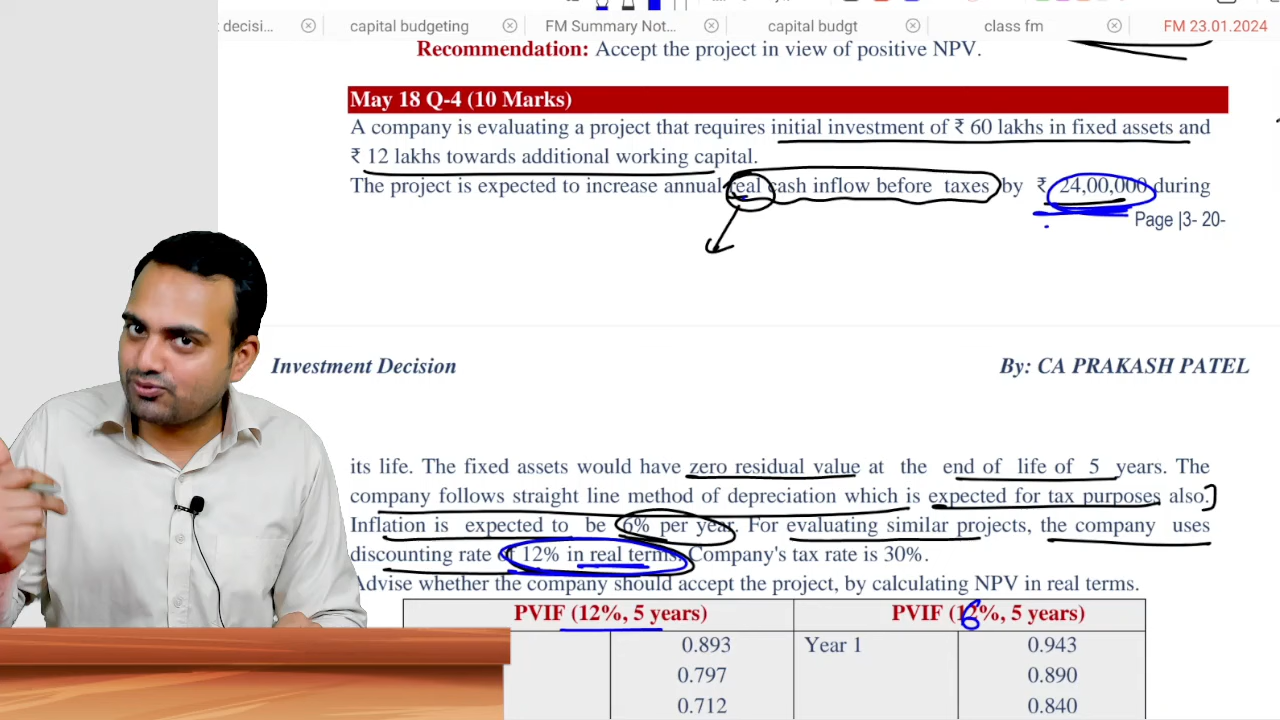 t decisi...
capital budgeting
FM Summary Not...
capital budgt
class fm
FM 23.01.2024
Recommendation: Accept the project in view of positive NPV.
May 18 Q-4 (10 Marks)
A company is evaluating a project that requires initial investment of ₹ 60 lakhs in fixed assets and
₹ 12 lakhs towards additional working capital.
The project is expected to increase annual real cash inflow before taxes by ₹ 24,00,000 during
Page |3- 20-
Investment Decision
By: CA PRAKASH PATEL
its life. The fixed assets would have zero residual value at the end of life of 5 years. The
company follows straight line method of depreciation which is expected for tax purposes also.
Inflation is expected to be 6% per year. For evaluating similar projects, the company uses
discounting rate of 12% in real terms. Company's tax rate is 30%.
Advise whether the company should accept the project, by calculating NPV in real terms.
PVIF (12%, 5 years)
PVIF (6%, 5 years)
0.893
Year 1
0.943
0.797
0.890
0.712
0.840